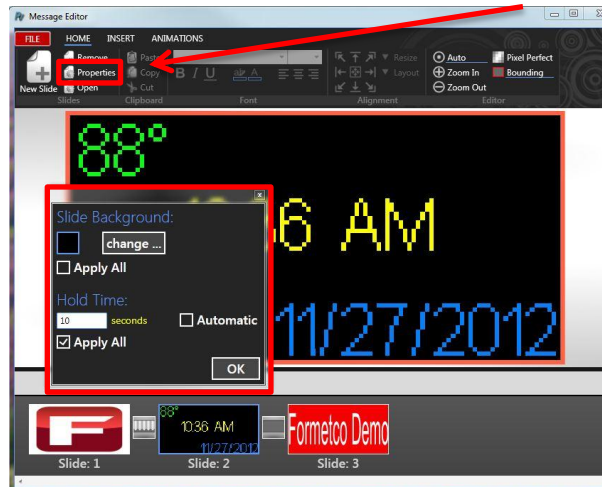 Message Editor
FILE HOME INSERT ANIMATIONS
New Slide
Remove
Properties
Open
Slides
Paste
Copy
Cut
Clipboard
B I U ab A
Font
Resize
Layout
Alignment
Auto
Zoom In
Zoom Out
Pixel Perfect
Bounding
Editor
88°
6 AM
11/27/2012
Slide Background:
change ...
Apply All
Hold Time:
10 seconds
Automatic
Apply All
OK
F
88°
10:36 AM
11/27/2012
Formetco Demo
Slide: 1
Slide: 2
Slide: 3